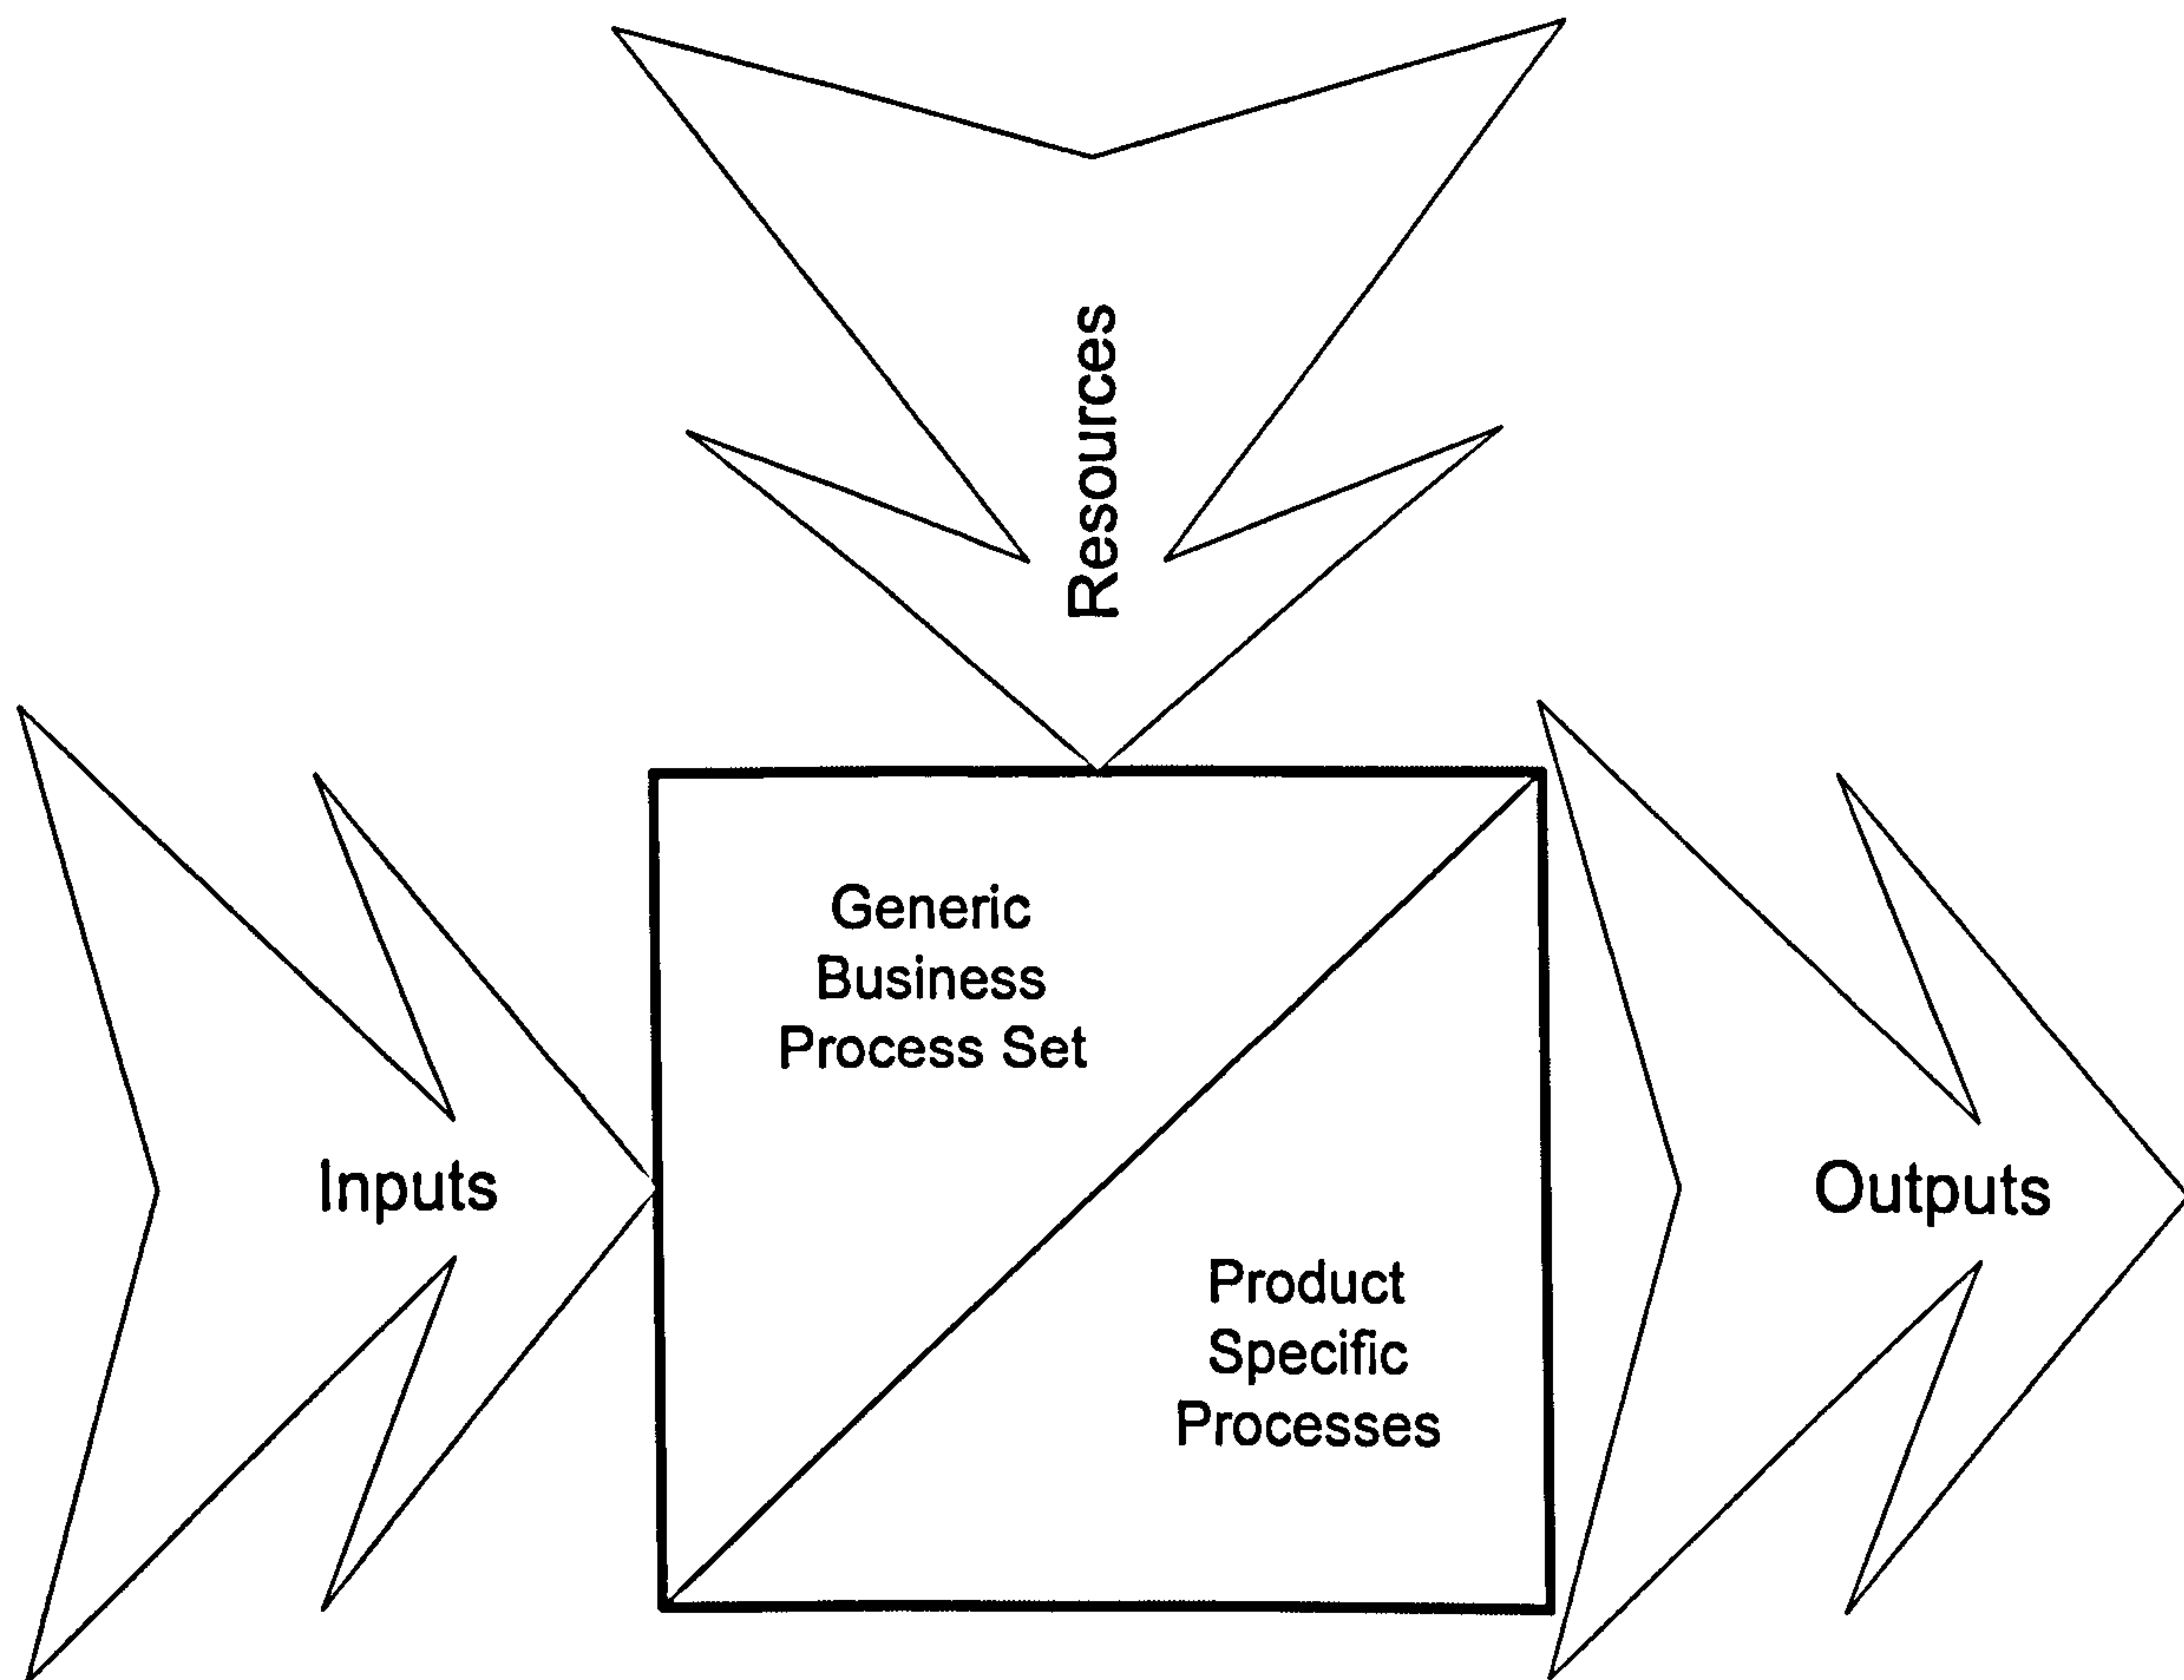 Resources
Generic
Business
Process Set
Inputs
Outputs
Product
Specific
Processes